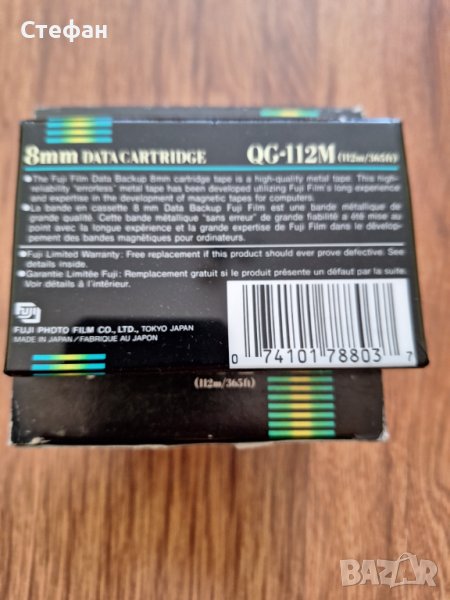 Стефан
8mm DATA CARTRIDGE QG-112M (112m/365ft)
•The Fuji Film Data Backup 8mm cartridge tape is a high-quality metal tape. This high-
reliability "errorless" metal tape has been developed utilizing Fuji Film's long experience
and expertise in the development of magnetic tapes for computers.
•La bande en cassette 8 mm Data Backup Fuji Film est une bande métallique de
grande qualité. Cette bande métallique "sans erreur" de grande fiabilité a été mise au
point avec la longue expérience et la grande expertise de Fuji Film dans le dévelop-
pement des bandes magnétiques pour ordinateurs.
•Fuji Limited Warranty: Free replacement if this product should ever prove defective. See
details inside.
•Garantie Limitée Fuji: Remplacement gratuit si le produit présente un défaut par la suite.
Voir détails à l'intérieur.
FUJI
FUJI PHOTO FILM CO., LTD., TOKYO JAPAN
MADE IN JAPAN/FABRIQUE AU JAPON
0 74101 78803 7
(112m/365ft)
BAZAR